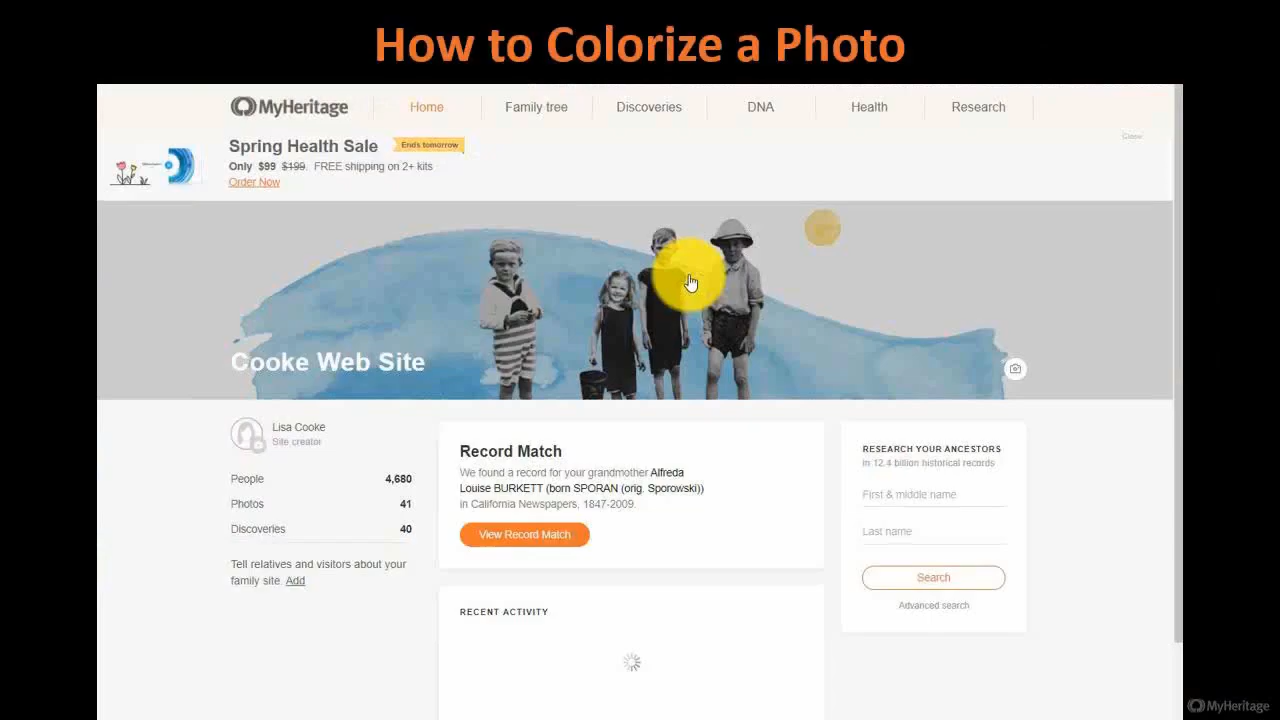 How to Colorize a Photo
MyHeritage
Home
Family tree
Discoveries
DNA
Health
Research
Spring Health Sale
Ends tomorrow
Close
Only $99 $199. FREE shipping on 2+ kits
Order Now
Cooke Web Site
Lisa Cooke
Site creator
People 4,680
Photos 41
Discoveries 40
Tell relatives and visitors about your
family site. Add
Record Match
We found a record for your grandmother Alfreda
Louise BURKETT (born SPORAN (orig. Sporowski))
in California Newspapers, 1847-2009.
View Record Match
RECENT ACTIVITY
RESEARCH YOUR ANCESTORS
in 12.4 billion historical records
First & middle name
Last name
Search
Advanced search
MyHeritage